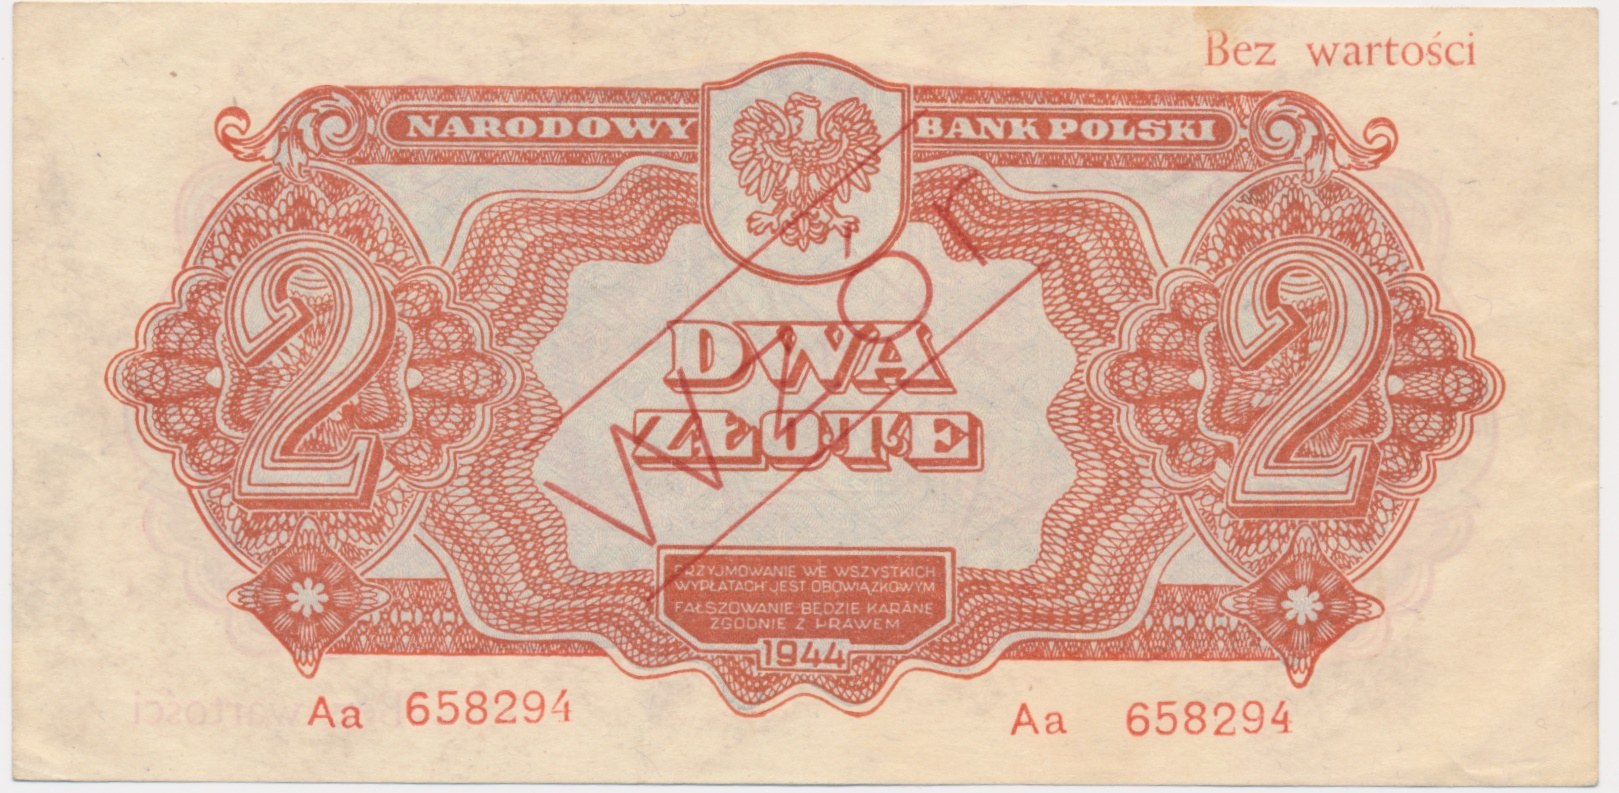 Bez wartości
NARODOWY BANK POLSKI
2 2
WZÓR
DWA
ZŁOTE
PRZYJMOWANIE WE WSZYSTKICH
WYPŁATACH JEST OBOWIĄZKOWYM
FAŁSZOWANIE BĘDZIE KARANE
ZGODNIE Z PRAWEM
1944
Aa 658294 Aa 658294